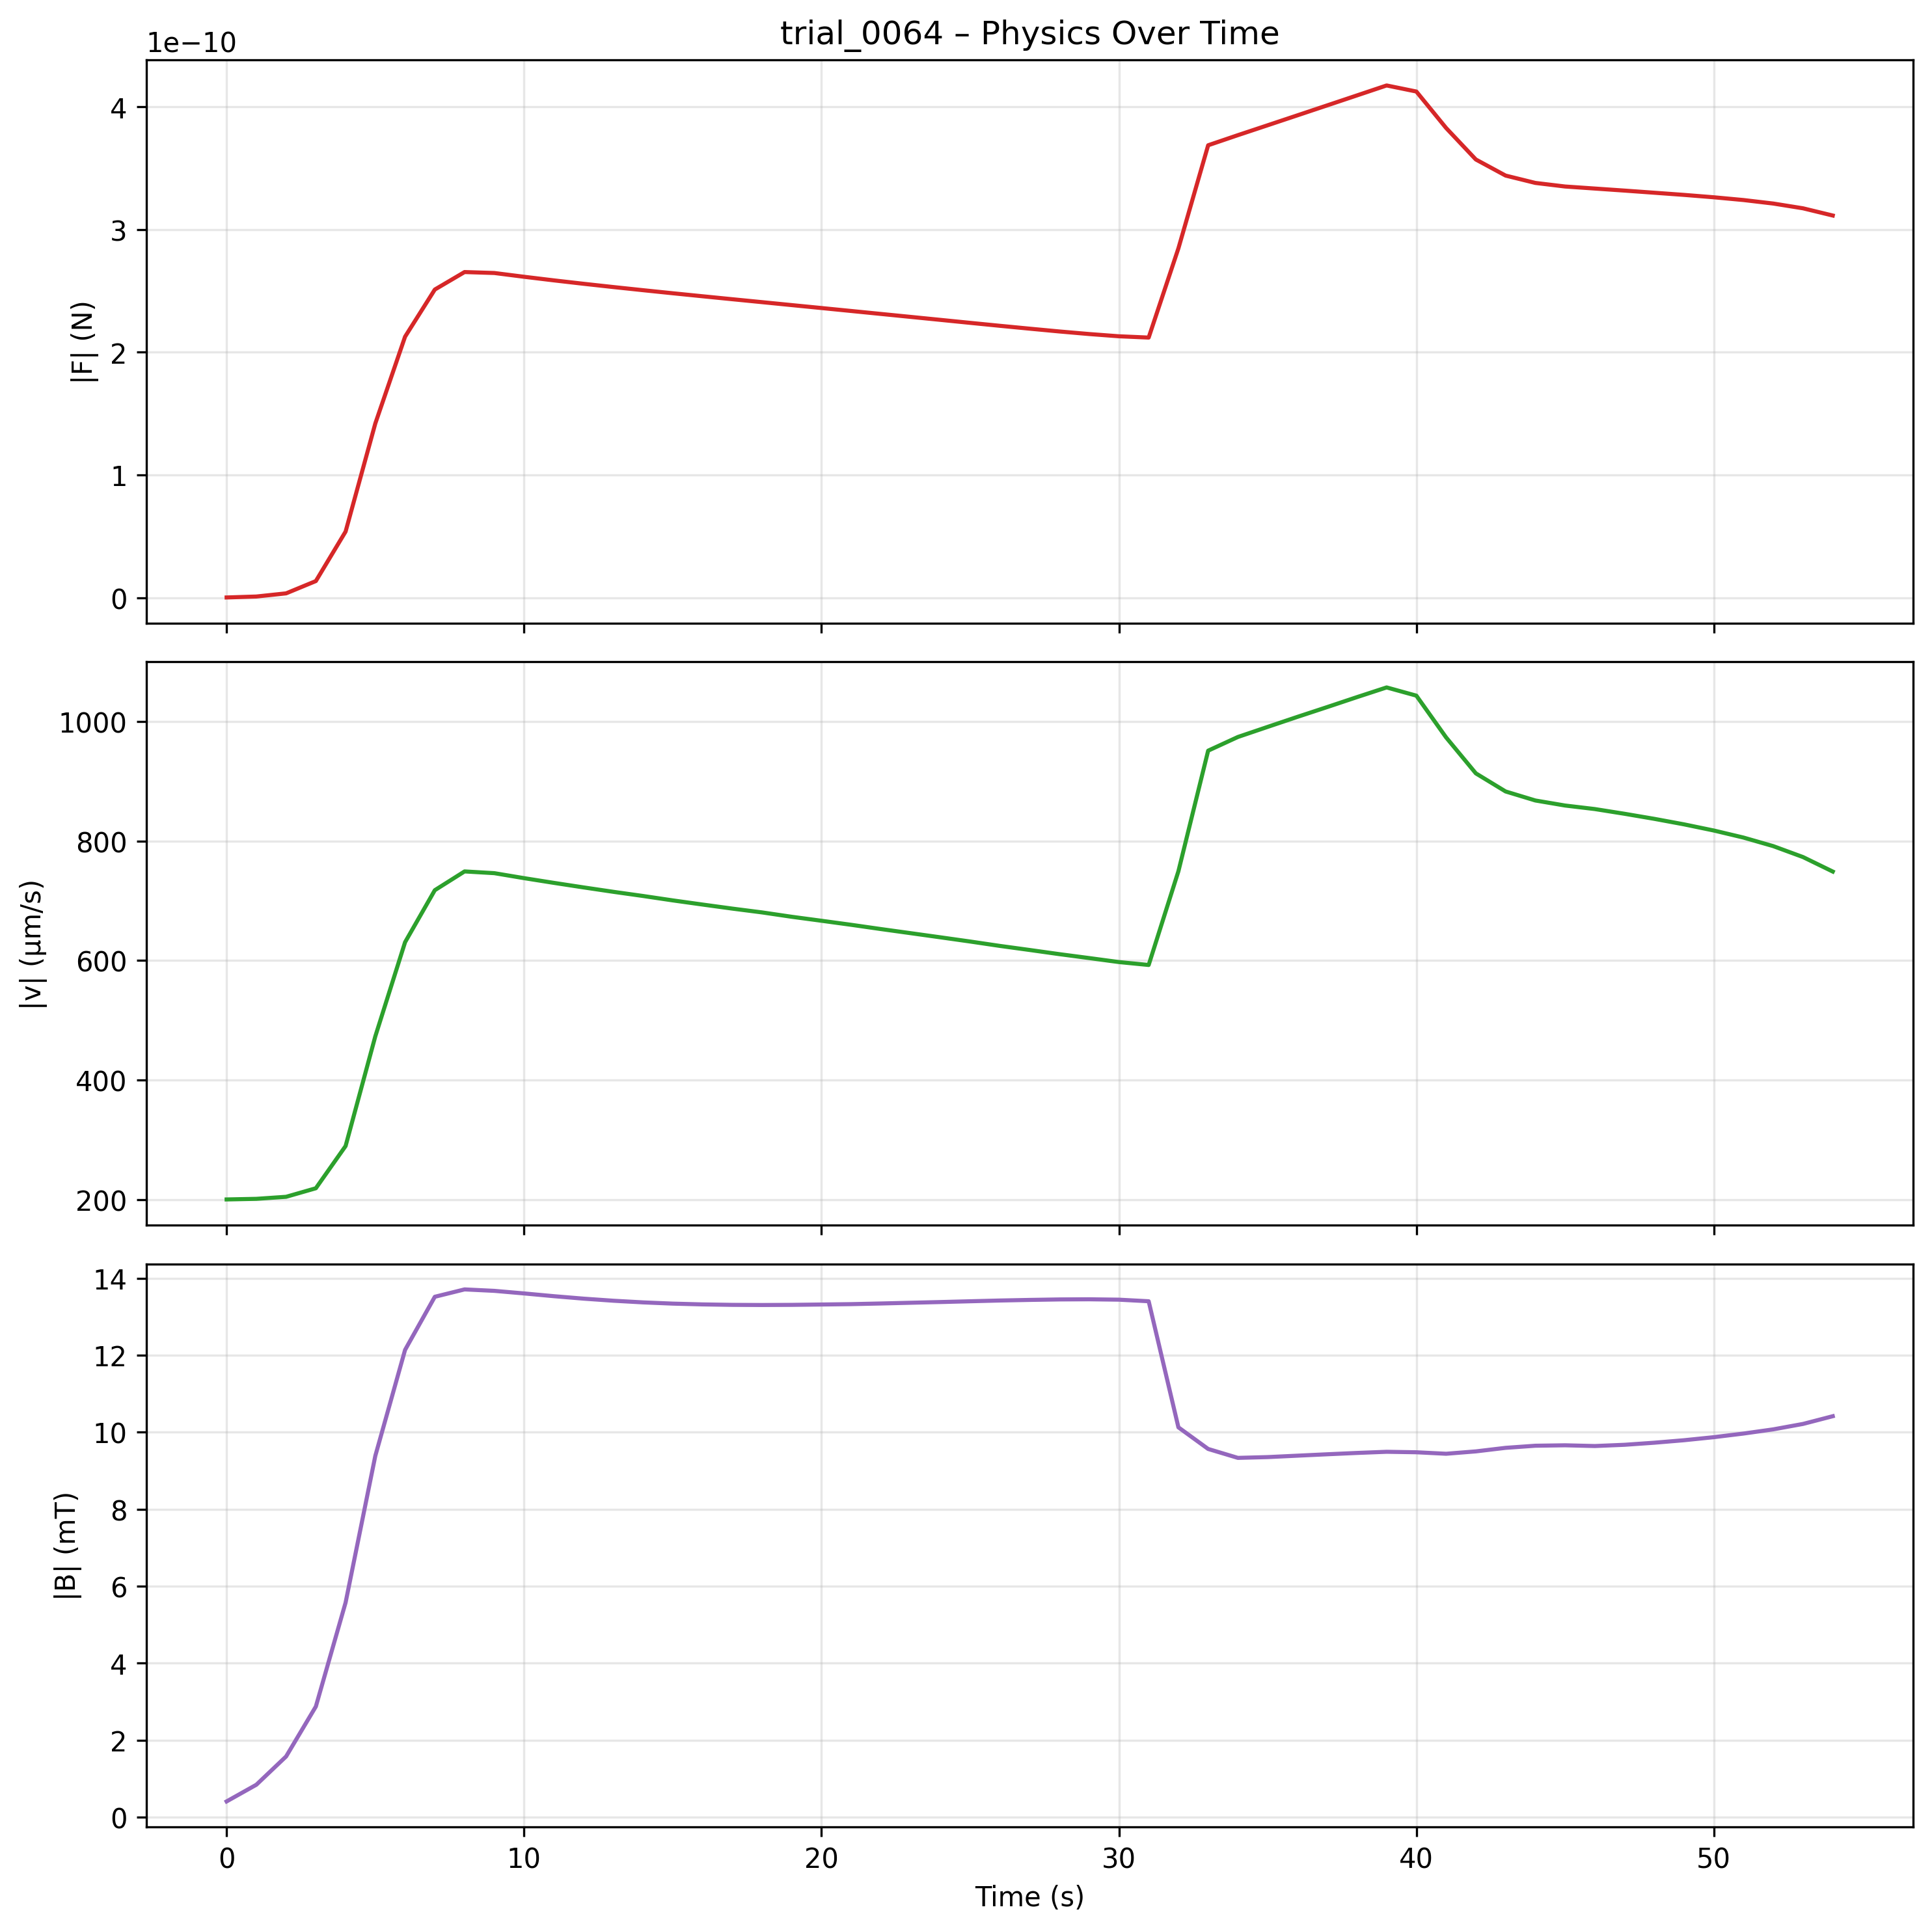 trial_0064 – Physics Over Time
1e−10
4
3
2
1
0
|F| (N)
1000
800
600
400
200
|v| (µm/s)
14
12
10
8
6
4
2
0
|B| (mT)
0 10 20 30 40 50
Time (s)